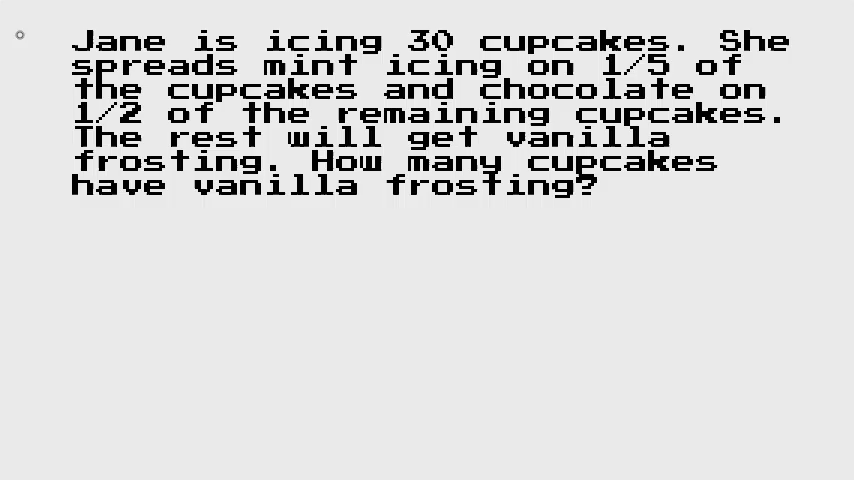 Jane is icing 30 cupcakes. She
spreads mint icing on 1/5 of
the cupcakes and chocolate on
1/2 of the remaining cupcakes.
The rest will get vanilla
frosting. How many cupcakes
have vanilla frosting?